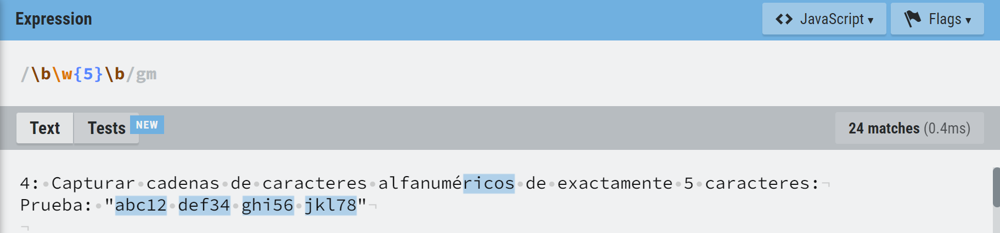 Expression
<> JavaScript ▾
Flags ▾
/\b\w{5}\b/gm
Text
Tests
NEW
24 matches (0.4ms)
4:·Capturar·cadenas·de·caracteres·alfanuméricos·de·exactamente·5·caracteres:¬
Prueba:·"abc12·def34·ghi56·jkl78"¬
¬